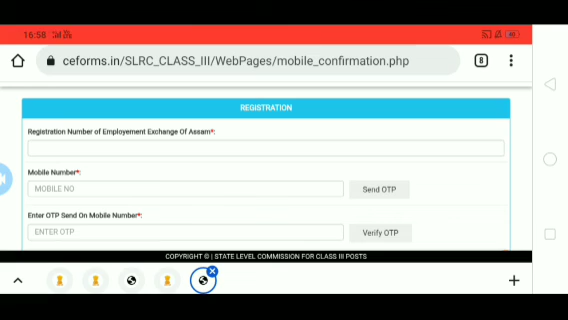 16:58
8
ceforms.in/SLRC_CLASS_III/WebPages/mobile_confirmation.php
REGISTRATION
Registration Number of Employement Exchange Of Assam*:
Mobile Number*:
MOBILE NO
Send OTP
Enter OTP Send On Mobile Number*:
ENTER OTP
Verify OTP
COPYRIGHT © | STATE LEVEL COMMISSION FOR CLASS III POSTS